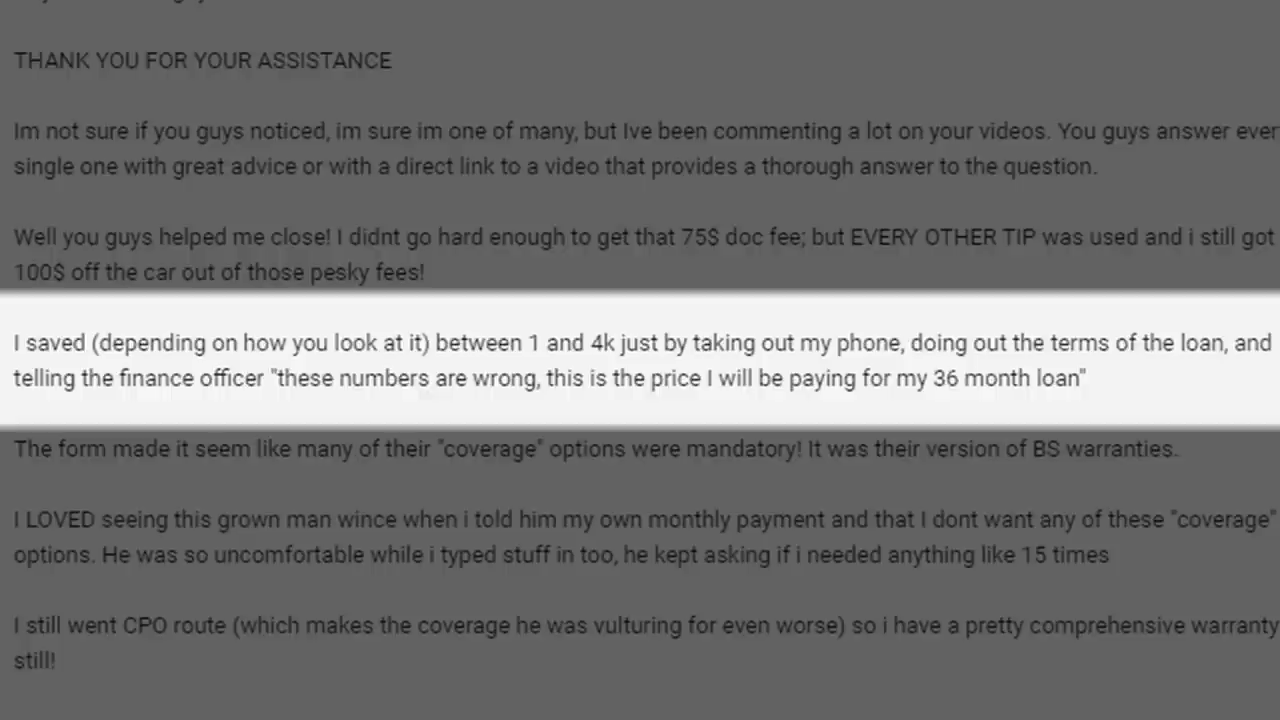 THANK YOU FOR YOUR ASSISTANCE
Im not sure if you guys noticed, im sure im one of many, but Ive been commenting a lot on your videos. You guys answer ever
single one with great advice or with a direct link to a video that provides a thorough answer to the question.
Well you guys helped me close! I didnt go hard enough to get that 75$ doc fee; but EVERY OTHER TIP was used and i still got
100$ off the car out of those pesky fees!
I saved (depending on how you look at it) between 1 and 4k just by taking out my phone, doing out the terms of the loan, and
telling the finance officer "these numbers are wrong, this is the price I will be paying for my 36 month loan"
The form made it seem like many of their "coverage" options were mandatory! It was their version of BS warranties.
I LOVED seeing this grown man wince when i told him my own monthly payment and that I dont want any of these "coverage"
options. He was so uncomfortable while i typed stuff in too, he kept asking if i needed anything like 15 times
I still went CPO route (which makes the coverage he was vulturing for even worse) so i have a pretty comprehensive warranty
still!